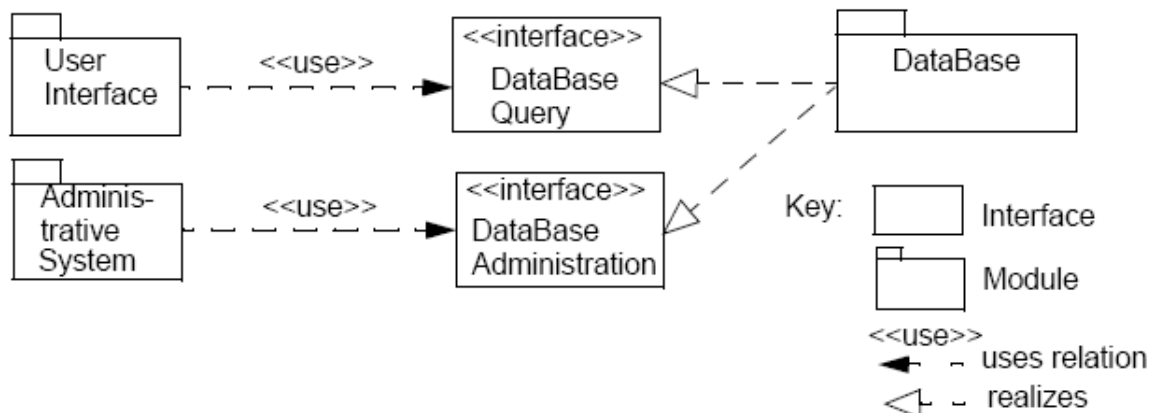 User
Interface
<<use>>
<<interface>>
DataBase
Query
DataBase
Adminis-
trative
System
<<use>>
<<interface>>
DataBase
Administration
Key:
Interface
Module
<<use>>
uses relation
realizes